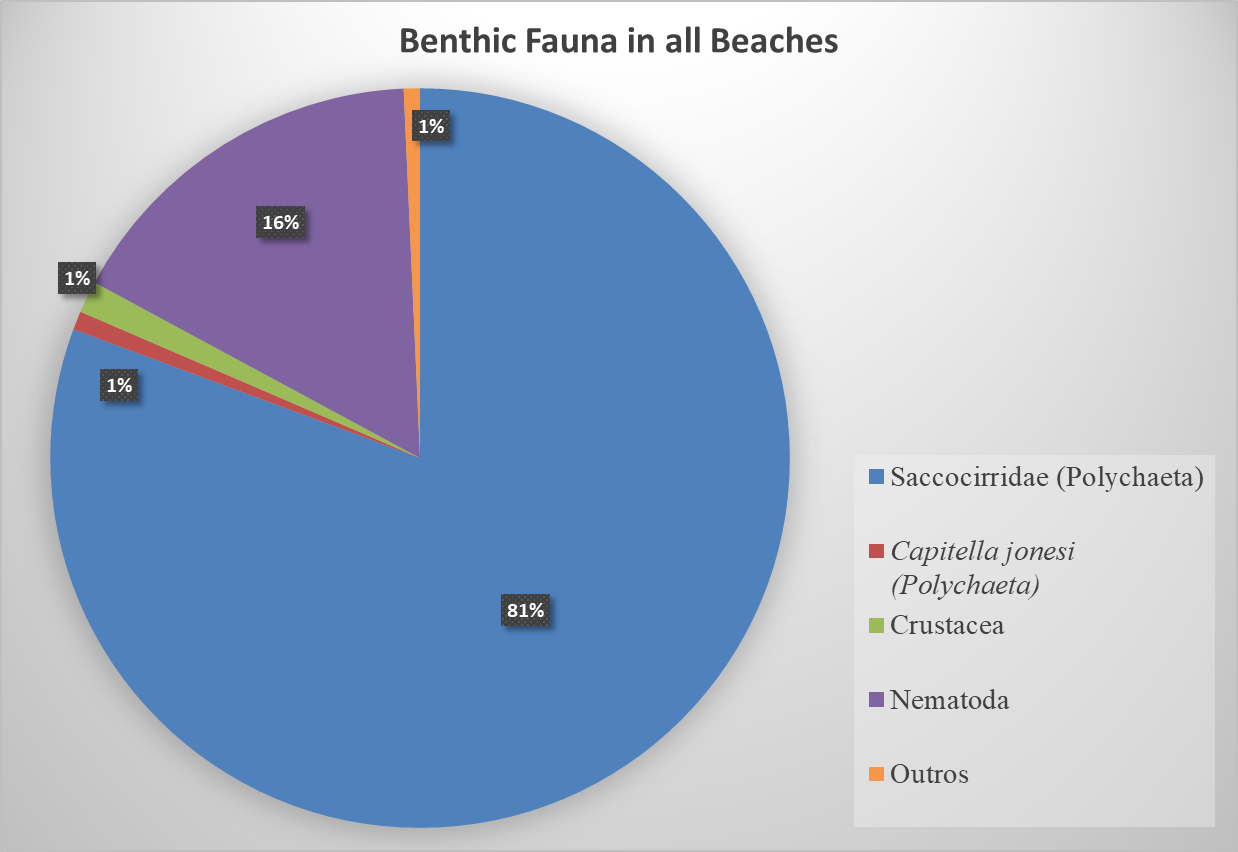 Benthic Fauna in all Beaches
1%
16%
1%
1%
81%
Saccocirridae (Polychaeta)
Capitella jonesi
(Polychaeta)
Crustacea
Nematoda
Outros